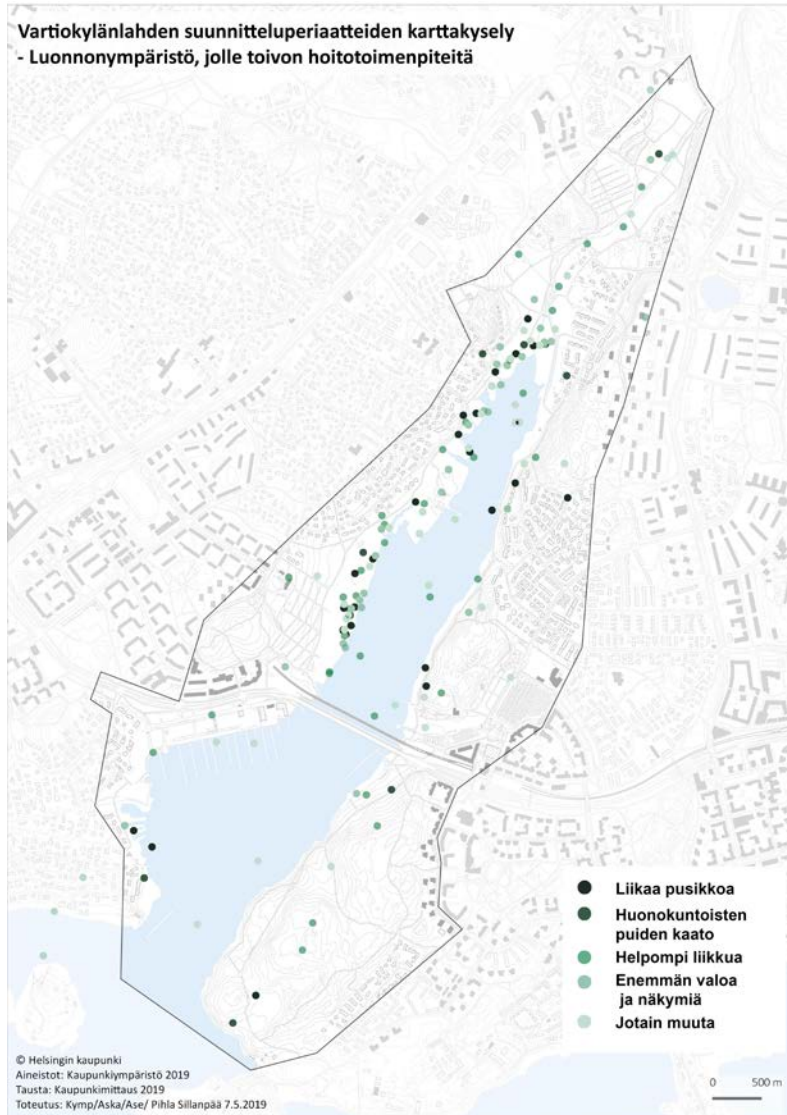 Vartiokylänlahden suunnitteluperiaatteiden karttakysely
- Luonnonympäristö, jolle toivon hoitotoimenpiteitä
Liikaa pusikkoa
Huonokuntoisten
puiden kaato
Helpompi liikkua
Enemmän valoa
ja näkymiä
Jotain muuta
© Helsingin kaupunki
Aineistot: Kaupunkiympäristö 2019
Tausta: Kaupunkimittaus 2019
Toteutus: Kymp/Aska/Ase/ Pihla Sillanpää 7.5.2019
0 500 m